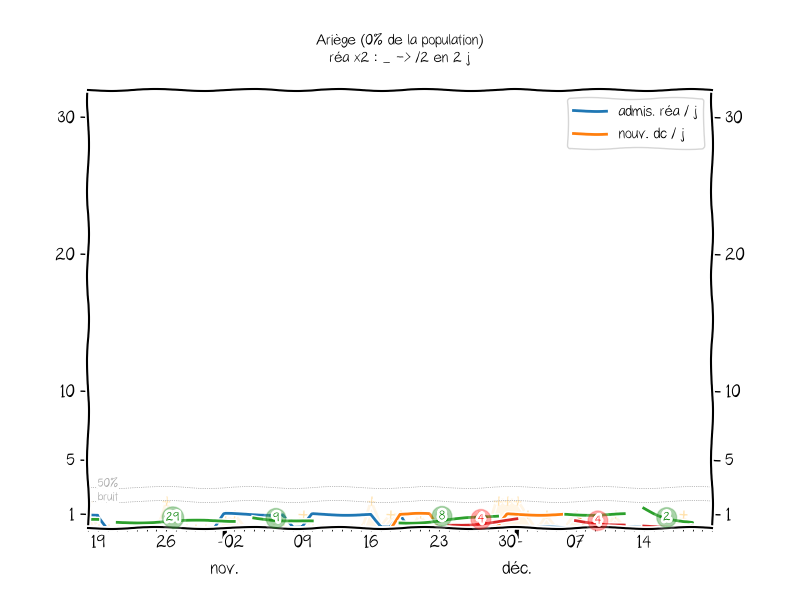 Ariège (0% de la population)
réa x2 : _ -> /2 en 2 j
admis. réa / j
nouv. dc / j
30
20
10
5
1
30
20
10
5
1
50%
bruit
29
9
8
4
4
2
19 26 02 09 16 23 30 07 14
nov. déc.